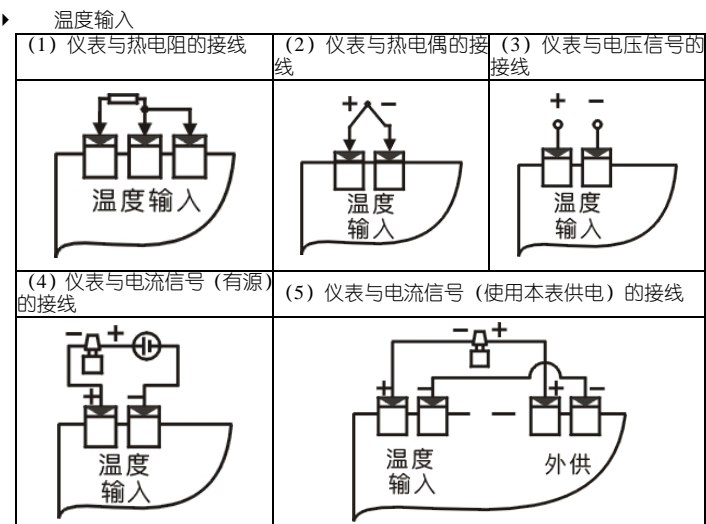 温度输入
(1) 仪表与热电阻的接线
(2) 仪表与热电偶的接
线
(3) 仪表与电压信号的
接线
温度输入
+ −
温度
输入
+ −
温度
输入
(4) 仪表与电流信号 (有源)
的接线
(5) 仪表与电流信号 (使用本表供电) 的接线
− +
+ −
温度
输入
− +
+ − + −
温度
输入
外供